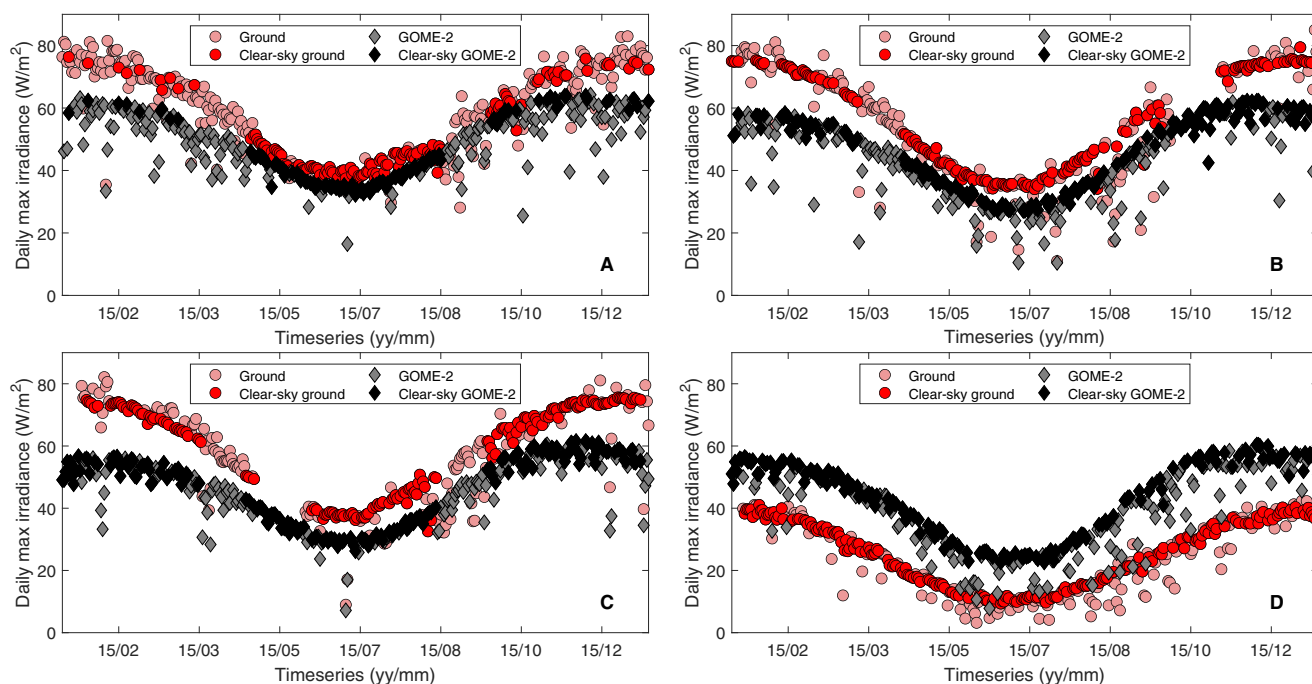 Daily max irradiance (W/m²)
80
60
40
20
0
Ground
Clear-sky ground
GOME-2
Clear-sky GOME-2
A
15/02 15/03 15/05 15/07 15/08 15/10 15/12
Timeseries (yy/mm)
Daily max irradiance (W/m²)
80
60
40
20
0
Ground
Clear-sky ground
GOME-2
Clear-sky GOME-2
B
15/02 15/03 15/05 15/07 15/08 15/10 15/12
Timeseries (yy/mm)
Daily max irradiance (W/m²)
80
60
40
20
0
Ground
Clear-sky ground
GOME-2
Clear-sky GOME-2
C
15/02 15/03 15/05 15/07 15/08 15/10 15/12
Timeseries (yy/mm)
Daily max irradiance (W/m²)
80
60
40
20
0
Ground
Clear-sky ground
GOME-2
Clear-sky GOME-2
D
15/02 15/03 15/05 15/07 15/08 15/10 15/12
Timeseries (yy/mm)